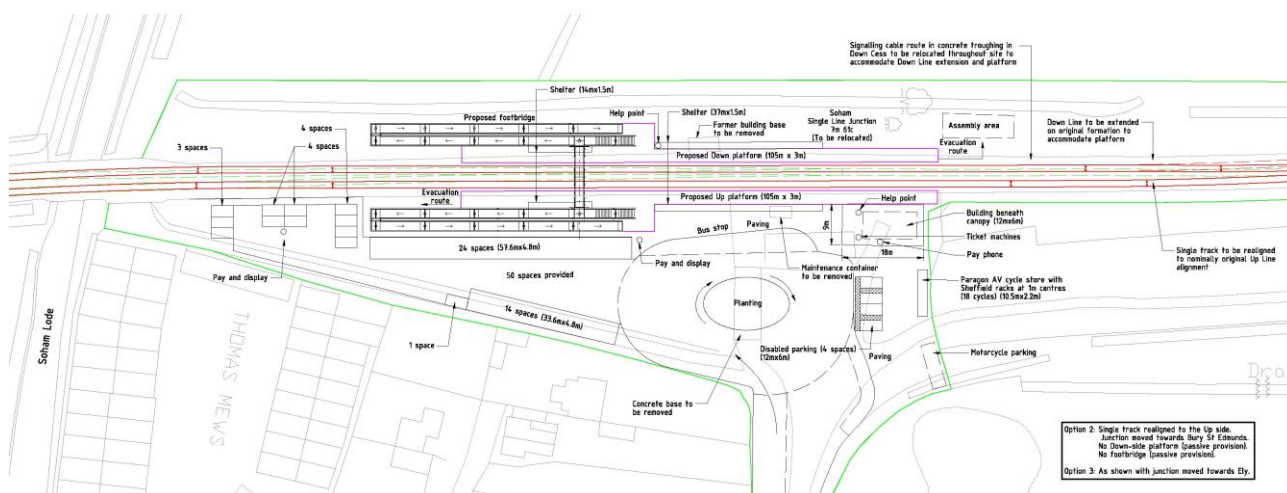 Signalling cable route in concrete troughing in
Down Cess to be relocated throughout site to
accommodate Down Line extension and platform
Shelter (14mx1.5m)
Proposed footbridge
Help point
Shelter (37mx1.5m)
Former building base
to be removed
Soham
Single Line Junction
7m 61c
(To be relocated)
Assembly area
Evacuation
route
Down Line to be extended
on original formation to
accommodate platform
3 spaces
4 spaces
4 spaces
Proposed Down platform (105m x 3m)
Evacuation
route
Proposed Up platform (105m x 3m)
Help point
Building beneath
canopy (12mx6m)
Ticket machines
Pay phone
9m
18m
Single track to be realigned
to nominally original Up Line
alignment
Bus stop
Paving
24 spaces (57.6mx4.8m)
Pay and display
Pay and display
50 spaces provided
Maintenance container
to be removed
Paragon AV cycle store with
Sheffield racks at 1m centres
(18 cycles) (10.5mx2.2m)
Planting
14 spaces (33.6mx4.8m)
1 space
Disabled parking (4 spaces)
(12mx6m)
Paving
Motorcycle parking
Soham Lode
THOMAS MEWS
Concrete base to
be removed
Dra
Option 2: Single track realigned to the Up side.
Junction moved towards Bury St Edmunds.
No Down-side platform (passive provision).
No footbridge (passive provision).
Option 3: As shown with junction moved towards Ely.